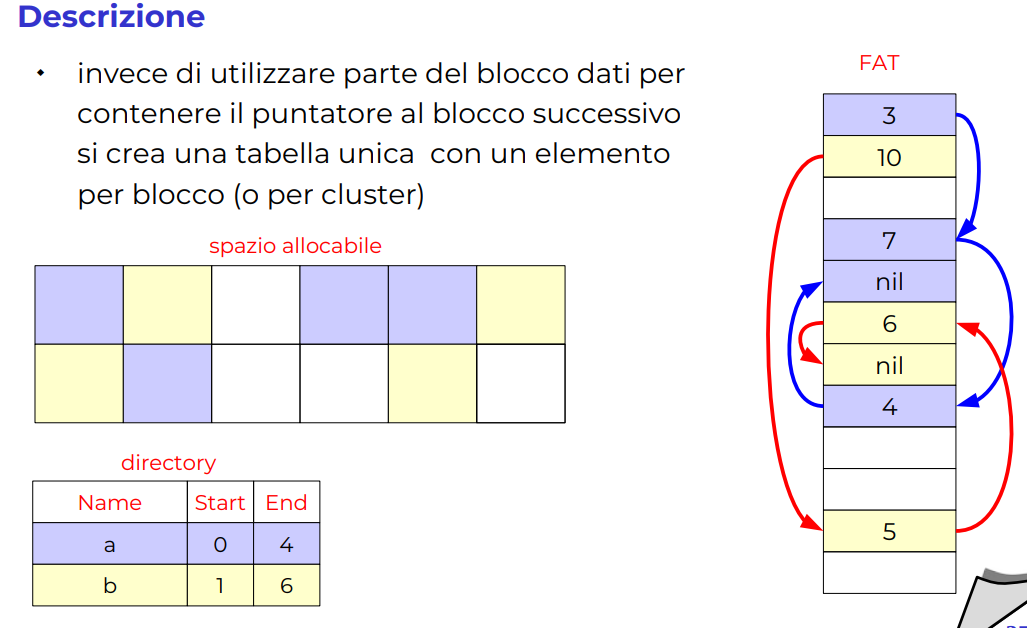 Descrizione
• invece di utilizzare parte del blocco dati per
contenere il puntatore al blocco successivo
si crea una tabella unica con un elemento
per blocco (o per cluster)
spazio allocabile
directory
Name Start End
a 0 4
b 1 6
FAT
3
10
7
nil
6
nil
4
5